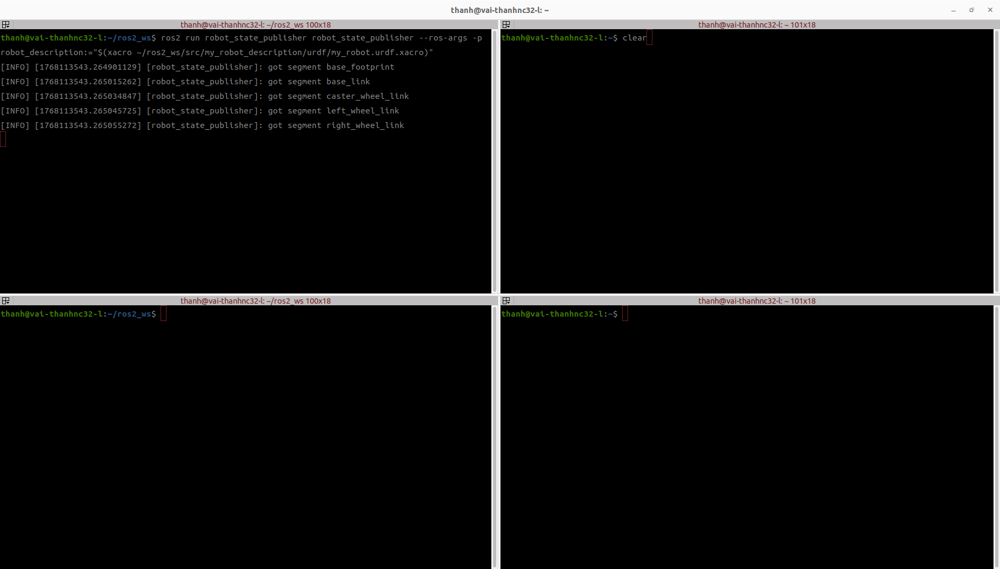 thanh@vai-thanhnc32-l: ~
thanh@vai-thanhnc32-l: ~/ros2_ws 100x18
thanh@vai-thanhnc32-l:~/ros2_ws$ ros2 run robot_state_publisher robot_state_publisher --ros-args -p
robot_description:="$(xacro ~/ros2_ws/src/my_robot_description/urdf/my_robot.urdf.xacro)"
[INFO] [1768113543.264901129] [robot_state_publisher]: got segment base_footprint
[INFO] [1768113543.265015262] [robot_state_publisher]: got segment base_link
[INFO] [1768113543.265034847] [robot_state_publisher]: got segment caster_wheel_link
[INFO] [1768113543.265045725] [robot_state_publisher]: got segment left_wheel_link
[INFO] [1768113543.265055272] [robot_state_publisher]: got segment right_wheel_link
thanh@vai-thanhnc32-l: ~ 101x18
thanh@vai-thanhnc32-l:~$ clear
thanh@vai-thanhnc32-l: ~/ros2_ws 100x18
thanh@vai-thanhnc32-l:~/ros2_ws$
thanh@vai-thanhnc32-l: ~ 101x18
thanh@vai-thanhnc32-l:~$